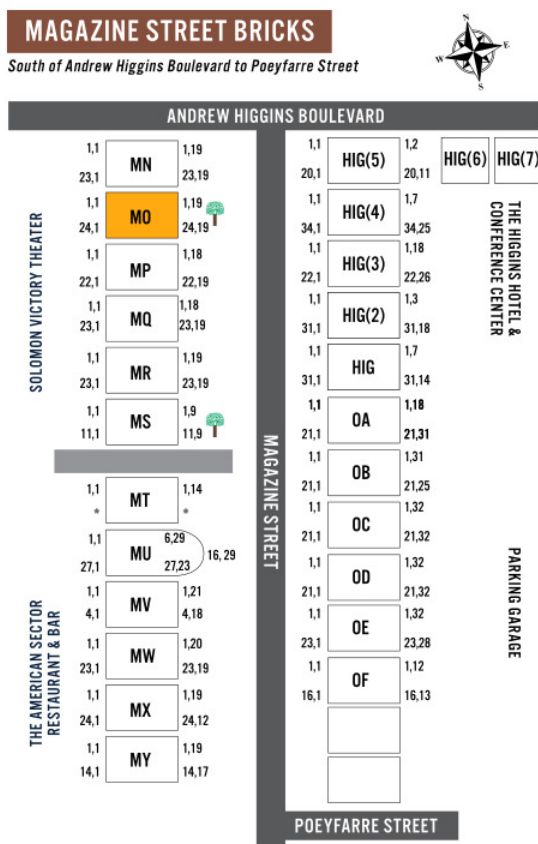 MAGAZINE STREET BRICKS
South of Andrew Higgins Boulevard to Poeyfarre Street
N
W E
S
ANDREW HIGGINS BOULEVARD
SOLOMON VICTORY THEATER
1,1 MN 1,19
23,1 23,19
1,1 MO 1,19
24,1 24,19
1,1 MP 1,18
22,1 22,19
1,1 MQ 1,18
23,1 23,19
1,1 MR 1,19
23,1 23,19
1,1 MS 1,9
11,1 11,9
THE AMERICAN SECTOR
RESTAURANT & BAR
1,1 MT 1,14
* *
1,1 MU 6,29
16, 29
27,1 27,23
1,1 MV 1,21
4,1 4,18
1,1 MW 1,20
23,1 23,19
1,1 MX 1,19
24,1 24,12
1,1 MY 1,19
14,1 14,17
MAGAZINE STREET
1,1 HIG(5) 1,2
20,1 20,11
HIG(6) HIG(7)
1,1 HIG(4) 1,7
34,1 34,25
1,1 HIG(3) 1,18
22,1 22,26
1,1 HIG(2) 1,3
31,1 31,18
1,1 HIG 1,7
31,1 31,14
1,1 OA 1,18
21,1 21,31
1,1 OB 1,31
21,1 21,25
1,1 OC 1,32
21,1 21,32
1,1 OD 1,32
21,1 21,32
1,1 OE 1,32
23,1 23,28
1,1 OF 1,12
16,1 16,13
THE HIGGINS HOTEL &
CONFERENCE CENTER
PARKING GARAGE
POEYFARRE STREET